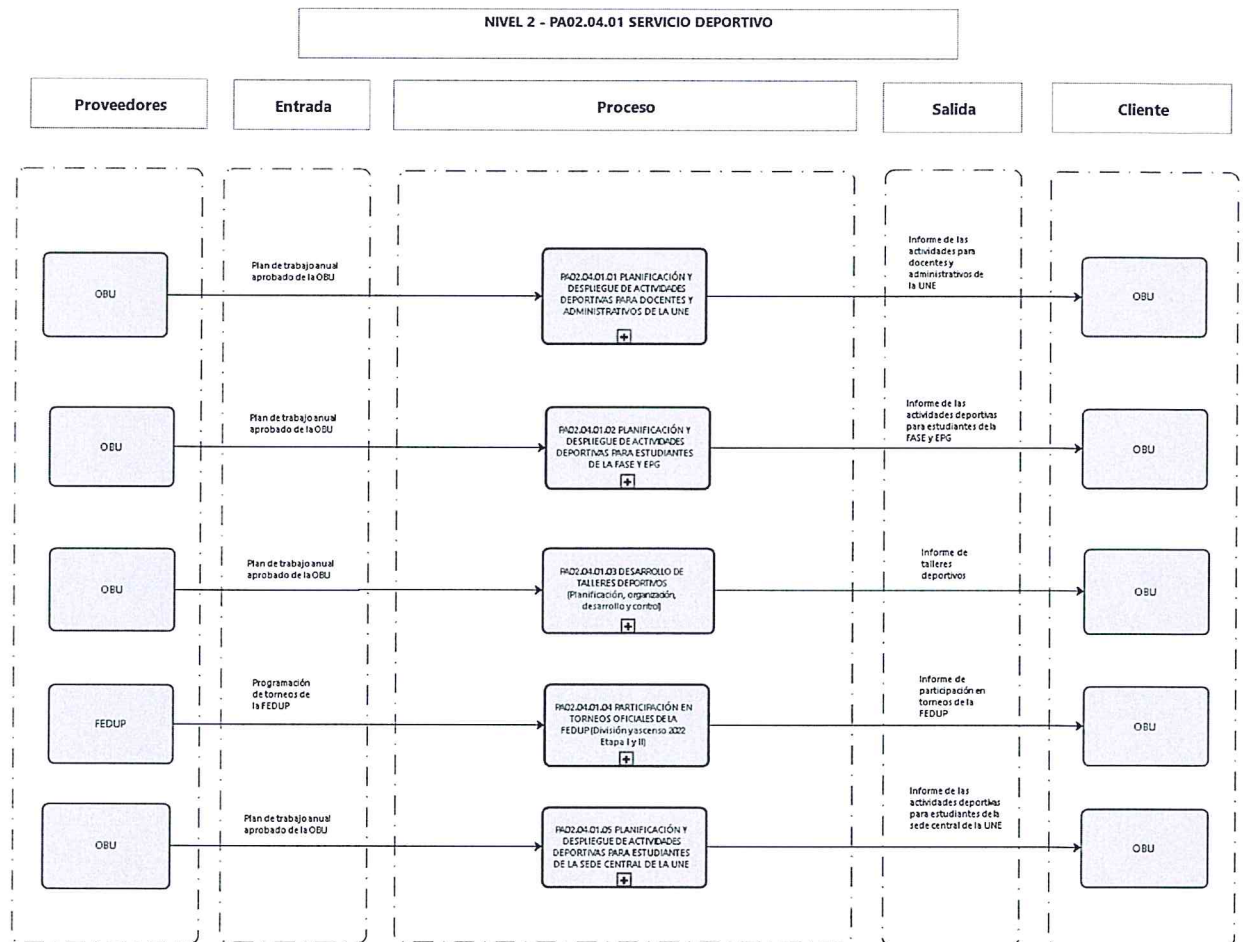 NIVEL 2 - PA02.04.01 SERVICIO DEPORTIVO
Proveedores
Entrada
Proceso
Salida
Cliente
OBU
Plan de trabajo anual
aprobado de la OBU
PA02.04.01.01 PLANIFICACIÓN Y
DESPLIEGUE DE ACTIVIDADES
DEPORTIVAS PARA DOCENTES Y
ADMINISTRATIVOS DE LA UNE
Informe de las
actividades para
docentes y
administrativos de
la UNE
OBU
OBU
Plan de trabajo anual
aprobado de la OBU
PA02.04.01.02 PLANIFICACIÓN Y
DESPLIEGUE DE ACTIVIDADES
DEPORTIVAS PARA ESTUDIANTES
DE LA FASE Y EPG
Informe de las
actividades deportivas
para estudiantes de la
FASE y EPG
OBU
OBU
Plan de trabajo anual
aprobado de la OBU
PA02.04.01.03 DESARROLLO DE
TALLERES DEPORTIVOS
(Planificación, organización,
desarrollo y control)
Informe de
talleres
deportivos
OBU
FEDUP
Programación
de torneos de
la FEDUP
PA02.04.01.04 PARTICIPACIÓN EN
TORNEOS OFICIALES DE LA
FEDUP (División y ascenso 2022
Etapa I y II)
Informe de
participación en
torneos de la
FEDUP
OBU
OBU
Plan de trabajo anual
aprobado de la OBU
PA02.04.01.05 PLANIFICACIÓN Y
DESPLIEGUE DE ACTIVIDADES
DEPORTIVAS PARA ESTUDIANTES
DE LA SEDE CENTRAL DE LA UNE
Informe de las
actividades deportivas
para estudiantes de la
sede central de la UNE
OBU